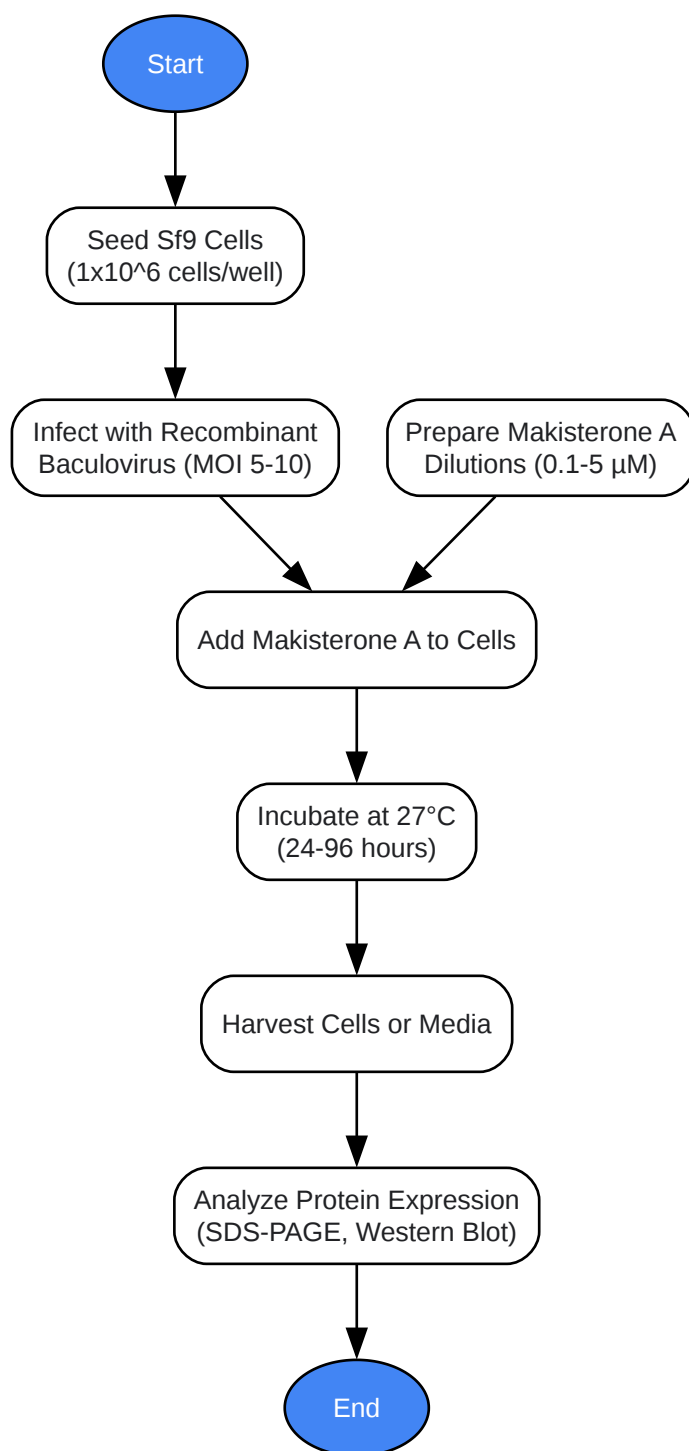 Start
Seed Sf9 Cells
(1x10^6 cells/well)
Infect with Recombinant
Baculovirus (MOI 5-10)
Prepare Makisterone A
Dilutions (0.1-5 µM)
Add Makisterone A to Cells
Incubate at 27°C
(24-96 hours)
Harvest Cells or Media
Analyze Protein Expression
(SDS-PAGE, Western Blot)
End